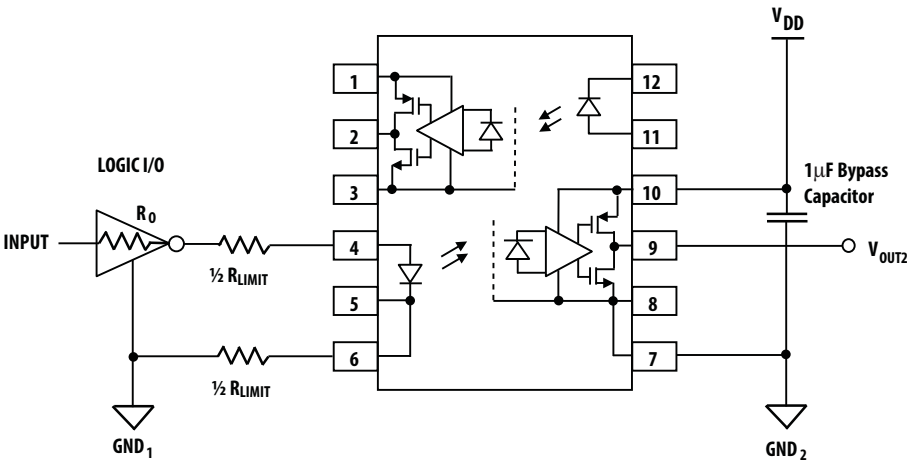 V_DD
1
12
2
11
LOGIC I/O
3
10
1μF Bypass
Capacitor
R_O
INPUT
4
9
V_OUT2
½ R_LIMIT
5
8
6
7
½ R_LIMIT
GND_1
GND_2